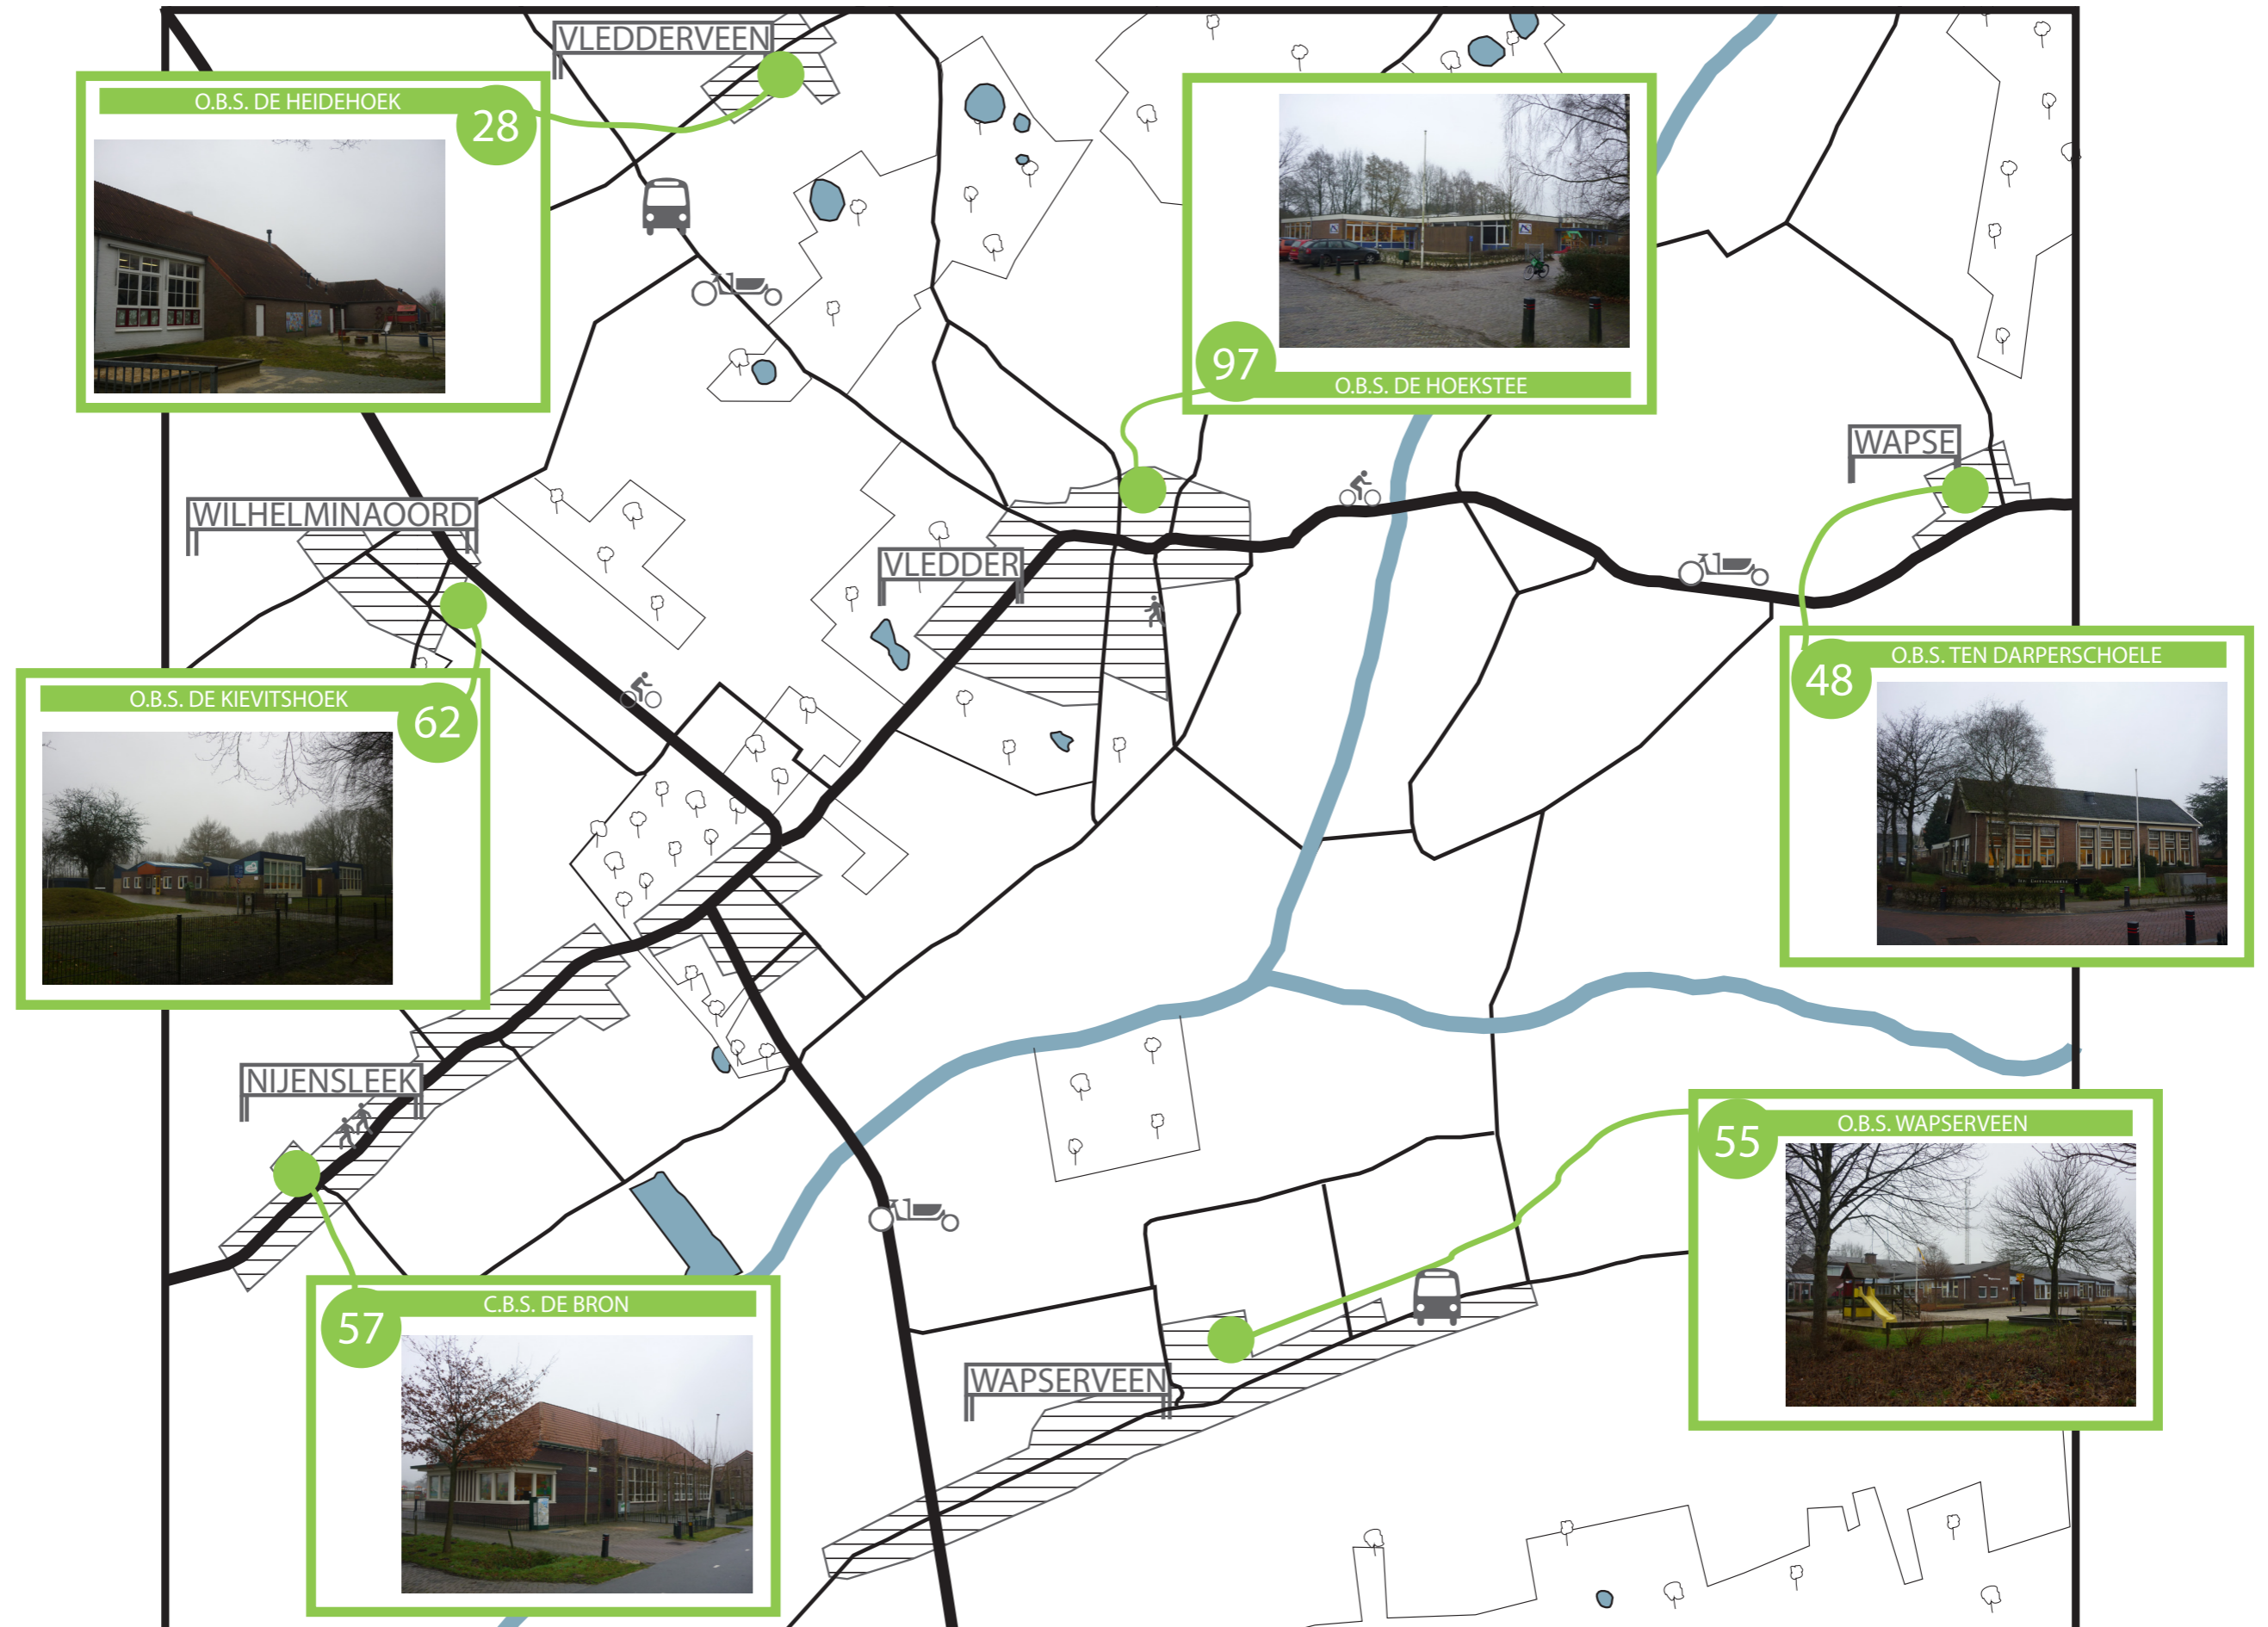 VLEDDERVEEN
O.B.S. DE HEIDEHOEK
28
97
O.B.S. DE HOEKSTEE
WAPSE
WILHELMINAOORD
VLEDDER
O.B.S. DE KIEVITSHOEK
62
O.B.S. TEN DARPERSCHOELE
48
NIJENSLEEK
O.B.S. WAPSERVEEN
55
C.B.S. DE BRON
57
WAPSERVEEN